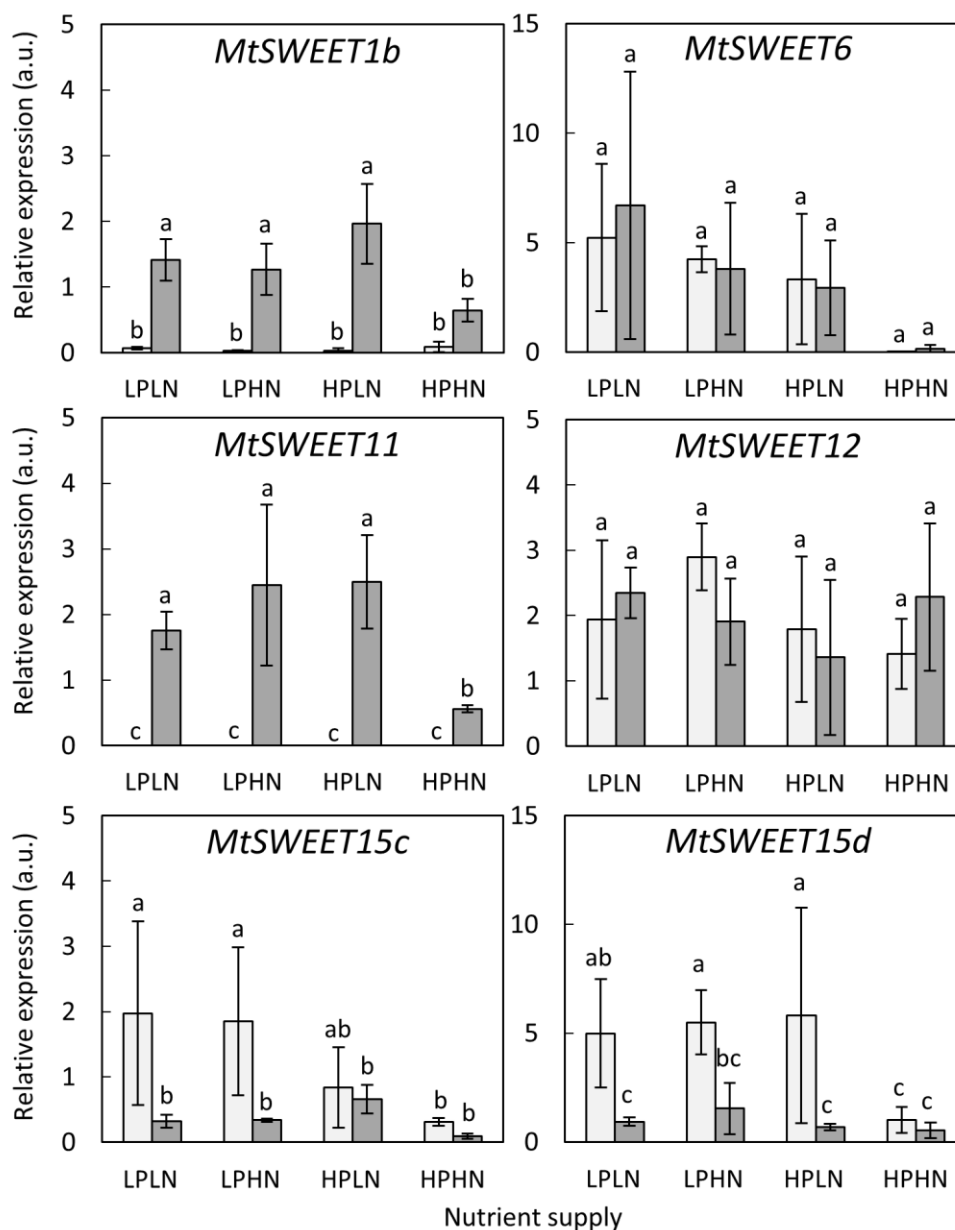 MtSWEET1b
Relative expression (a.u.)
5
4
3
2
1
0
b a b a b a b b
LPLN LPHN HPLN HPHN
MtSWEET6
15
10
5
0
a a a a a a a a
LPLN LPHN HPLN HPHN
MtSWEET11
Relative expression (a.u.)
5
4
3
2
1
0
c a c a c a c b
LPLN LPHN HPLN HPHN
MtSWEET12
5
4
3
2
1
0
a a a a a a a a
LPLN LPHN HPLN HPHN
MtSWEET15c
Relative expression (a.u.)
5
4
3
2
1
0
a b a b ab b b b
LPLN LPHN HPLN HPHN
MtSWEET15d
15
10
5
0
ab c a bc a c c c
LPLN LPHN HPLN HPHN
Nutrient supply